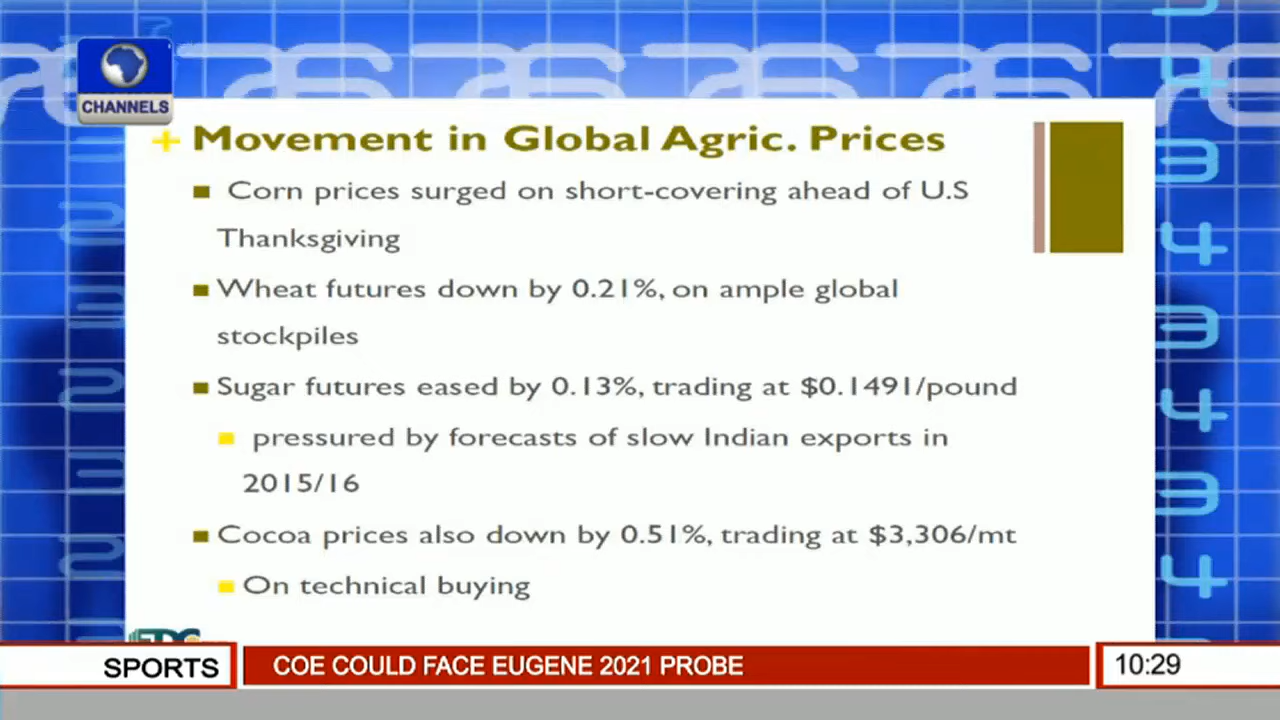 CHANNELS
+ Movement in Global Agric. Prices
Corn prices surged on short-covering ahead of U.S
Thanksgiving
Wheat futures down by 0.21%, on ample global
stockpiles
Sugar futures eased by 0.13%, trading at $0.1491/pound
pressured by forecasts of slow Indian exports in
2015/16
Cocoa prices also down by 0.51%, trading at $3,306/mt
On technical buying
SPORTS
COE COULD FACE EUGENE 2021 PROBE
10:29